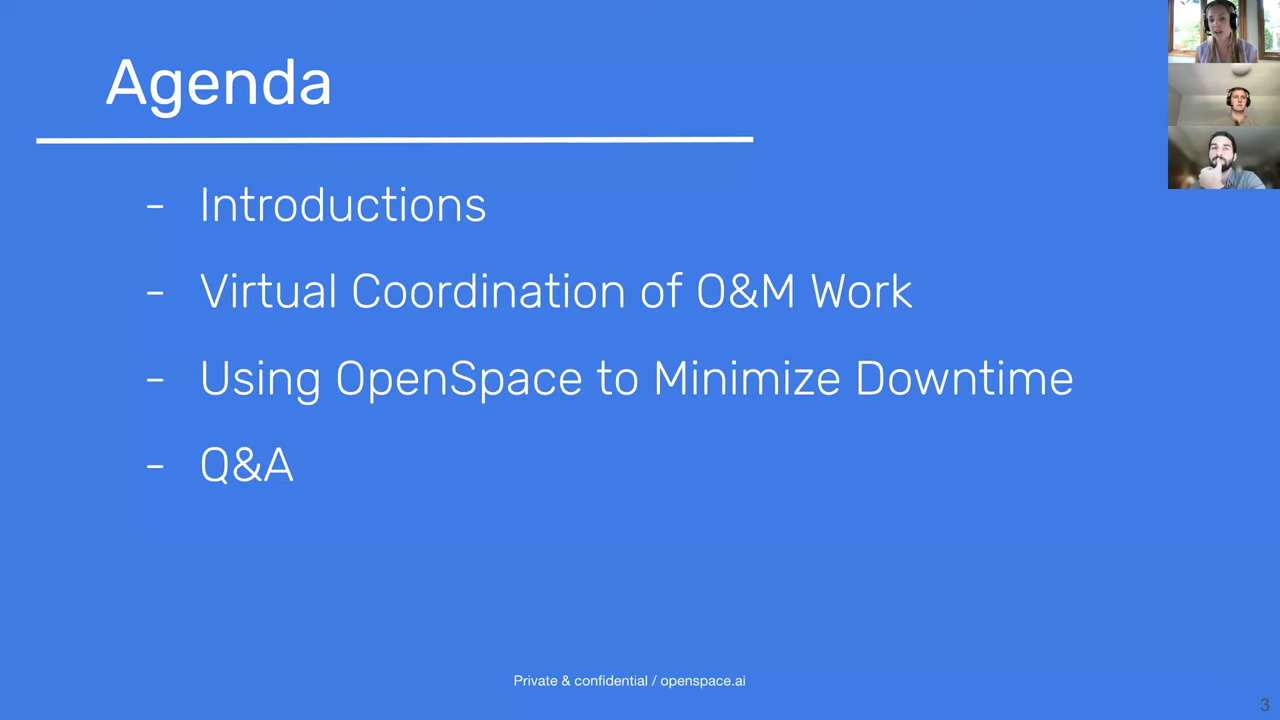 Agenda
- Introductions
- Virtual Coordination of O&M Work
- Using OpenSpace to Minimize Downtime
- Q&A
Private & confidential / openspace.ai
3